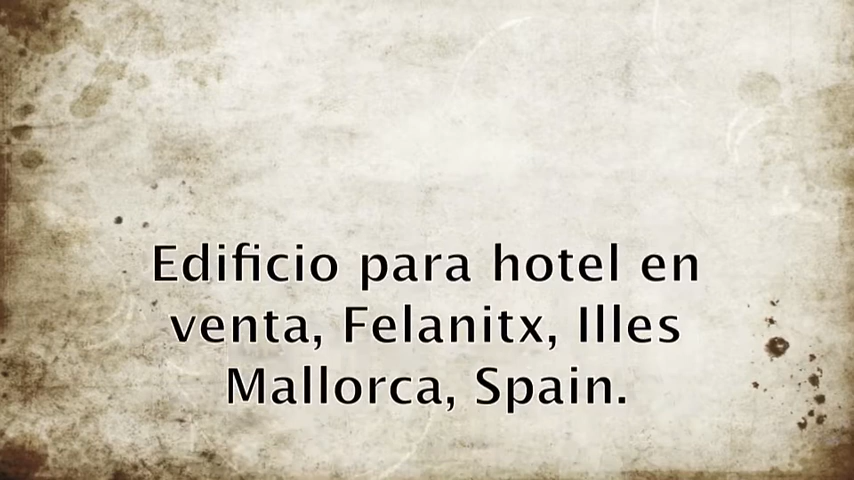 Edificio para hotel en
venta, Felanitx, Illes
Mallorca, Spain.